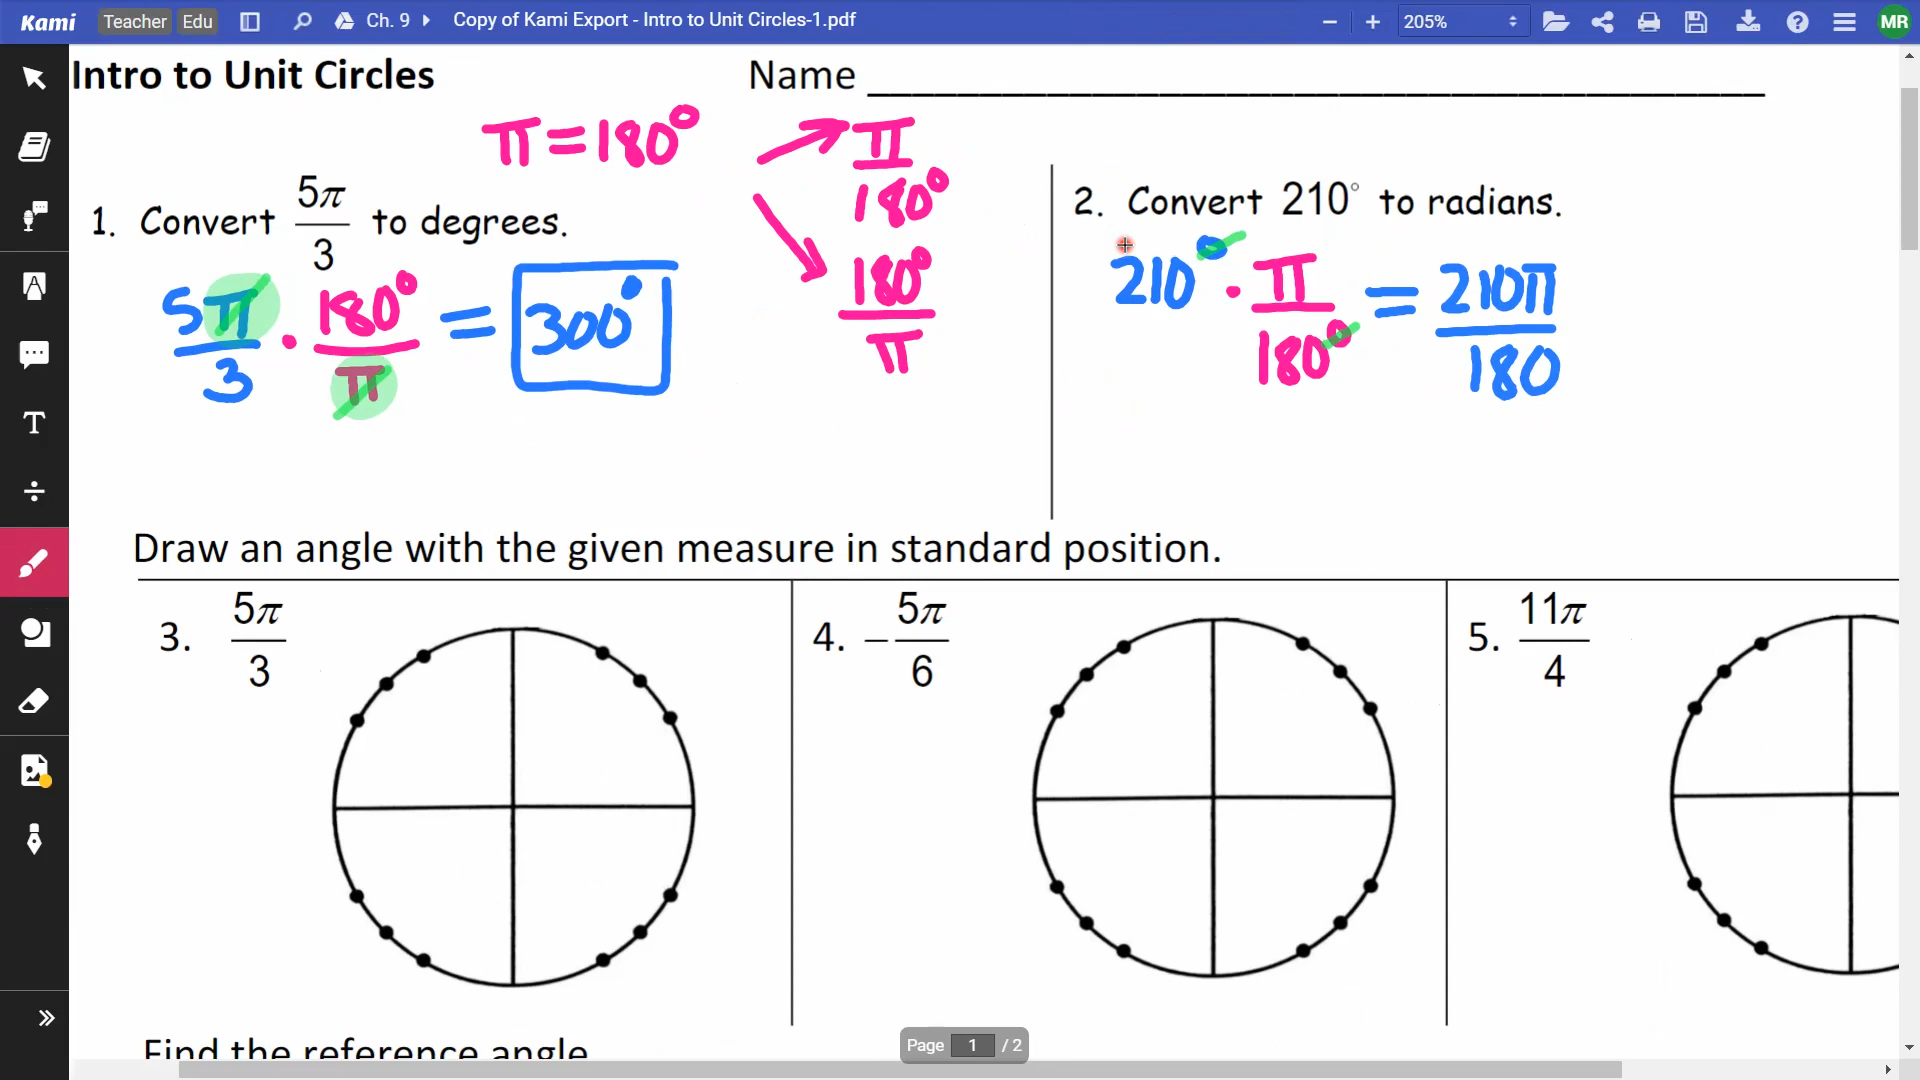 Kami Teacher Edu Ch. 9 Copy of Kami Export - Intro to Unit Circles-1.pdf 205% MR
Intro to Unit Circles Name ____________________
π = 180°
π/180°
180°/π
1. Convert 5π/3 to degrees.
5π/3 · 180°/π = 300°
2. Convert 210° to radians.
210° · π/180° = 210π/180
Draw an angle with the given measure in standard position.
3. 5π/3
4. -5π/6
5. 11π/4
Find the reference angle
Page 1 / 2